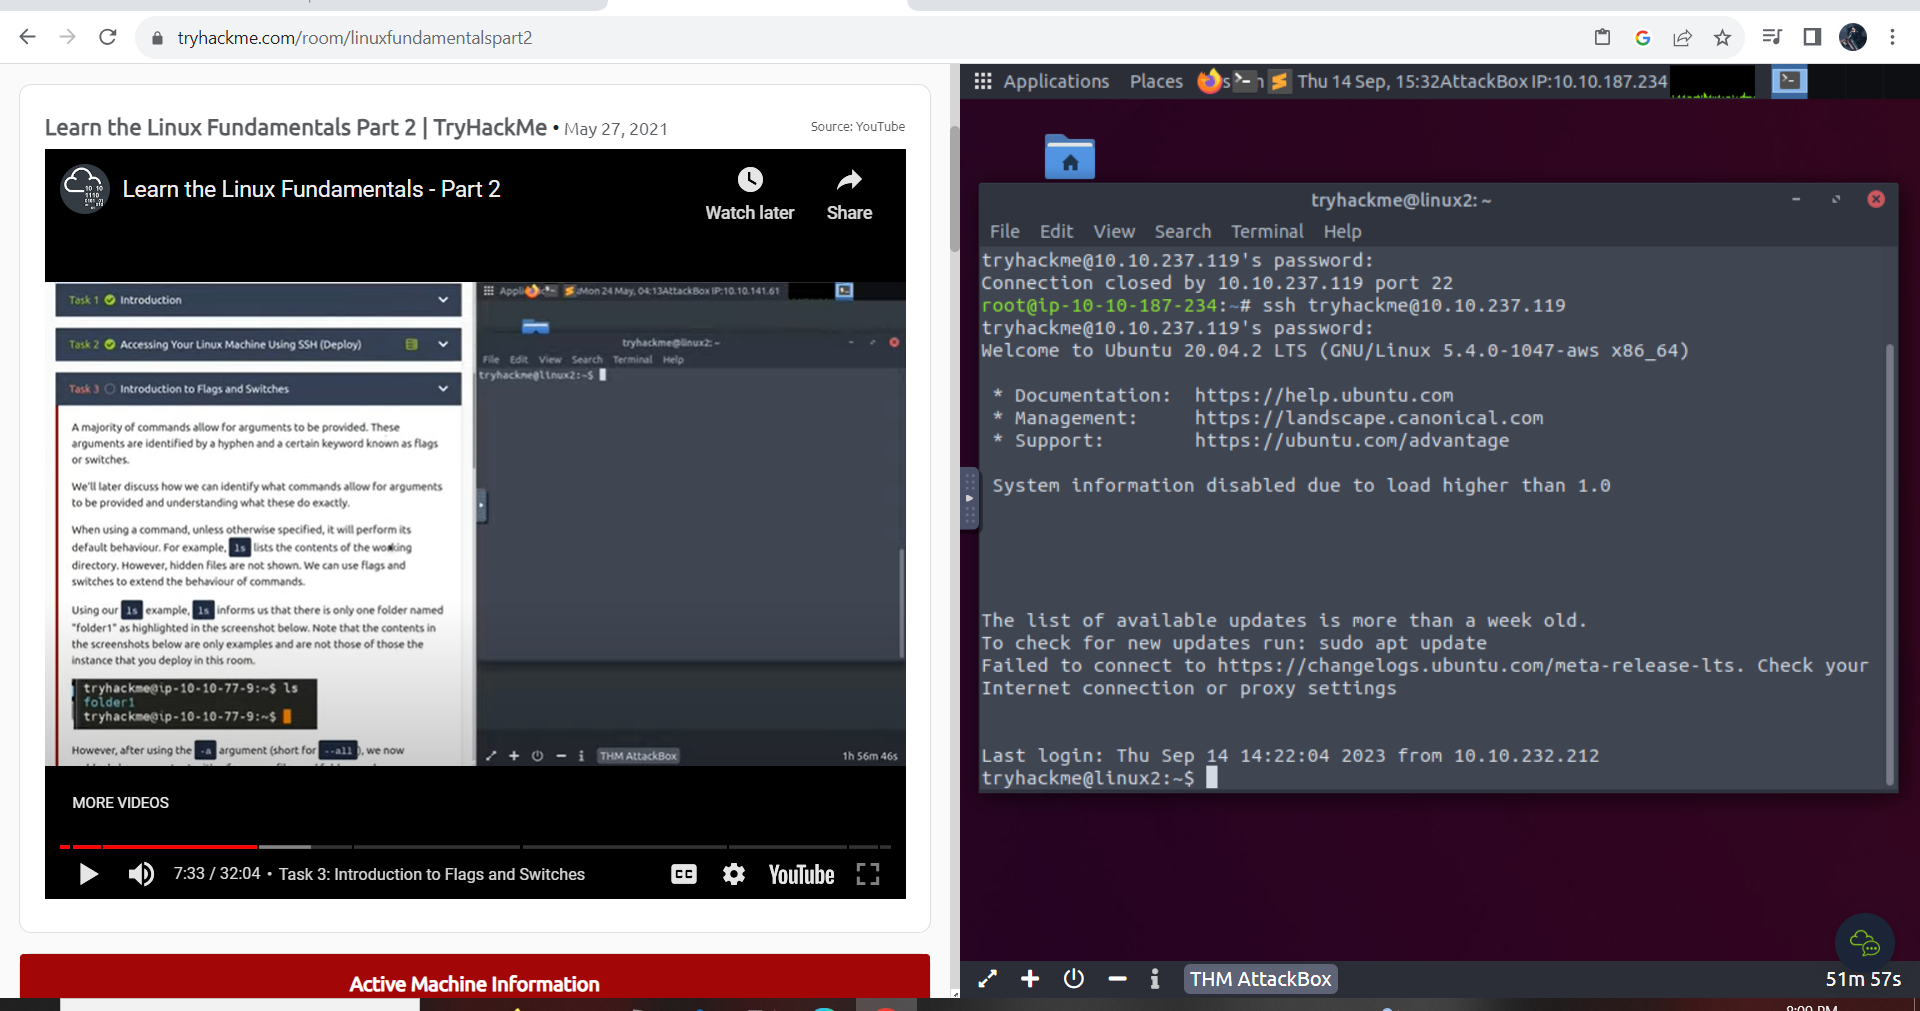 tryhackme.com/room/linuxfundamentalspart2
Learn the Linux Fundamentals Part 2 | TryHackMe • May 27, 2021
Source: YouTube
Learn the Linux Fundamentals - Part 2
Watch later
Share
Task 1 Introduction
Task 2 Accessing Your Linux Machine Using SSH (Deploy)
Task 3 Introduction to Flags and Switches
A majority of commands allow for arguments to be provided. These
arguments are identified by a hyphen and a certain keyword known as flags
or switches.
We'll later discuss how we can identify what commands allow for arguments
to be provided and understanding what these do exactly.
When using a command, unless otherwise specified, it will perform its
default behaviour. For example, ls lists the contents of the working
directory. However, hidden files are not shown. We can use flags and
switches to extend the behaviour of commands.
Using our ls example, ls informs us that there is only one folder named
"folder1" as highlighted in the screenshot below. Note that the contents in
the screenshots below are only examples and are not those of those the
instance that you deploy in this room.
tryhackme@ip-10-10-77-9:~$ ls
folder1
tryhackme@ip-10-10-77-9:~$
However, after using the -a argument (short for --all), we now
Mon 24 May, 04:13 AttackBox IP:10.10.141.61
tryhackme@linux2: ~
File Edit View Search Terminal Help
tryhackme@linux2:~$
THM AttackBox
1h 56m 46s
MORE VIDEOS
7:33 / 32:04 • Task 3: Introduction to Flags and Switches
CC
YouTube
Active Machine Information
Applications Places Thu 14 Sep, 15:32 AttackBox IP:10.10.187.234
tryhackme@linux2: ~
File Edit View Search Terminal Help
tryhackme@10.10.237.119's password:
Connection closed by 10.10.237.119 port 22
root@ip-10-10-187-234:~# ssh tryhackme@10.10.237.119
tryhackme@10.10.237.119's password:
Welcome to Ubuntu 20.04.2 LTS (GNU/Linux 5.4.0-1047-aws x86_64)
* Documentation: https://help.ubuntu.com
* Management: https://landscape.canonical.com
* Support: https://ubuntu.com/advantage
System information disabled due to load higher than 1.0
The list of available updates is more than a week old.
To check for new updates run: sudo apt update
Failed to connect to https://changelogs.ubuntu.com/meta-release-lts. Check your
Internet connection or proxy settings
Last login: Thu Sep 14 14:22:04 2023 from 10.10.232.212
tryhackme@linux2:~$
THM AttackBox
51m 57s